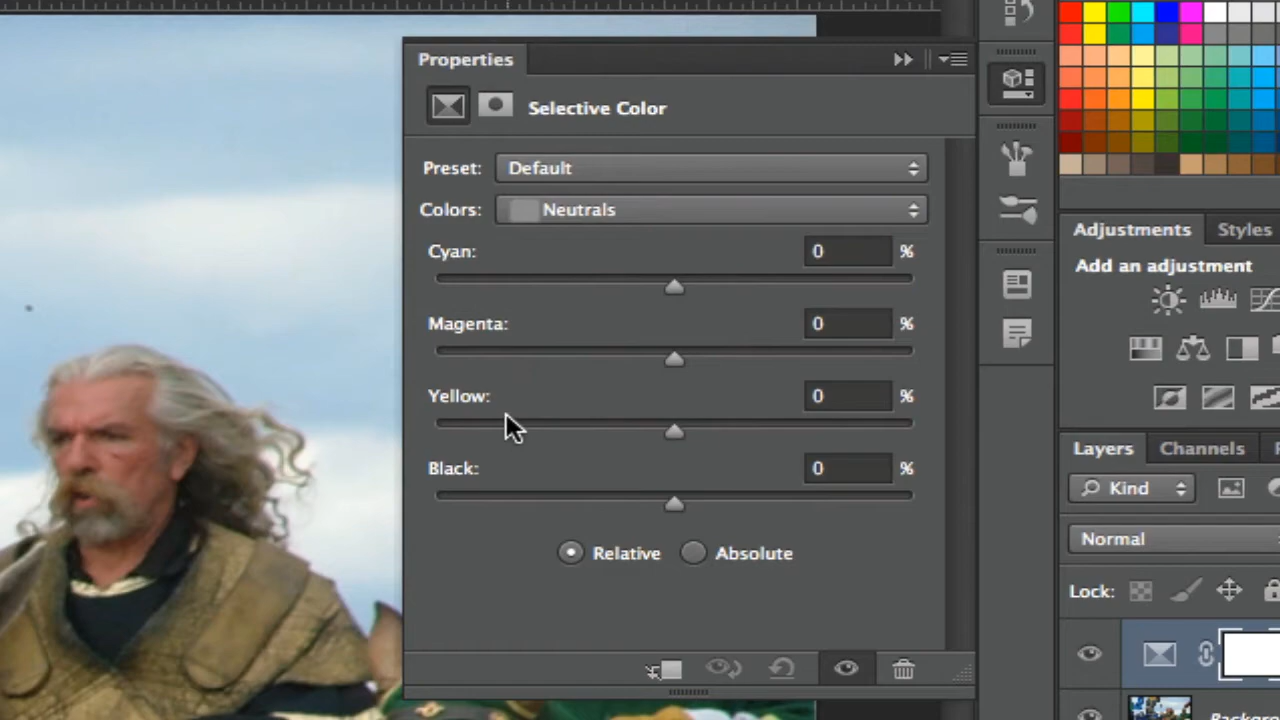 Properties
Selective Color
Preset: Default
Colors: Neutrals
Cyan: 0 %
Magenta: 0 %
Yellow: 0 %
Black: 0 %
Relative Absolute
Adjustments Styles
Add an adjustment
Layers Channels
Kind
Normal
Lock: